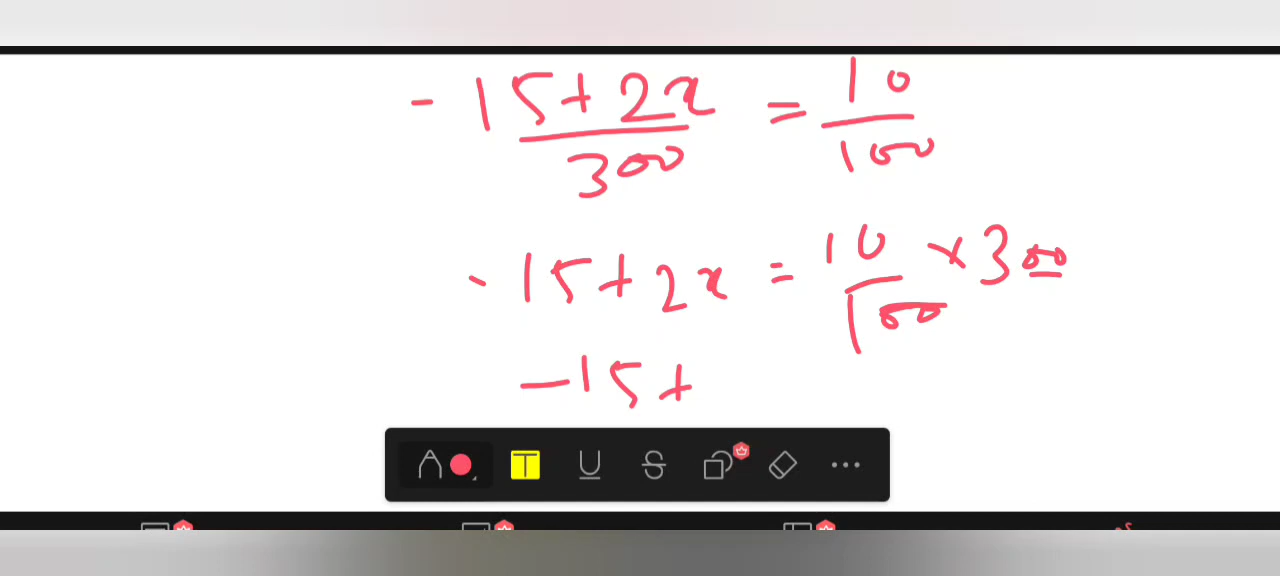 -15+2x/300 = 10/100
-15+2x = 10/100 × 300
-15+